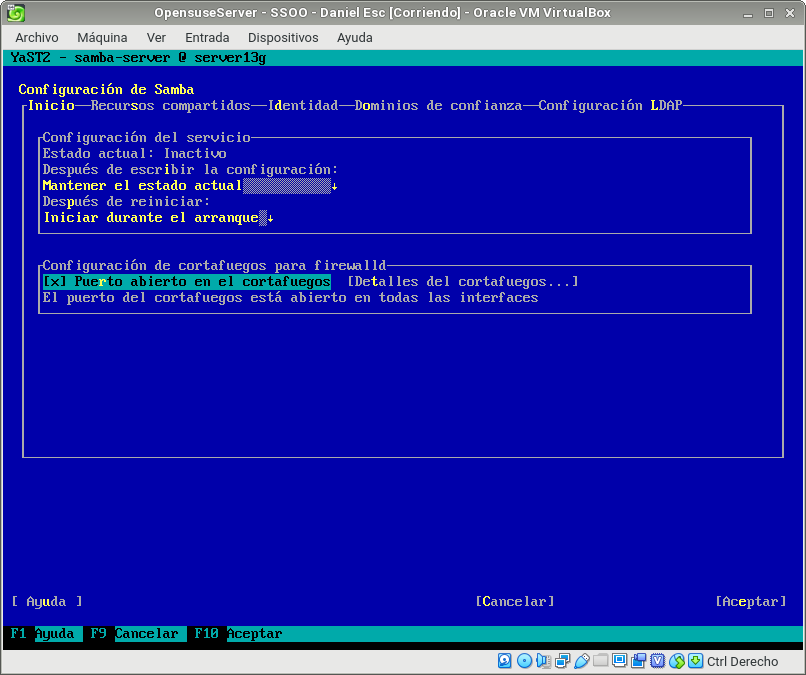 OpensuseServer - SSOO - Daniel Esc [Corriendo] - Oracle VM VirtualBox
Archivo Máquina Ver Entrada Dispositivos Ayuda
YaST2 - samba-server @ server13g
Configuración de Samba
Inicio—Recursos compartidos—Identidad—Dominios de confianza—Configuración LDAP
Configuración del servicio
Estado actual: Inactivo
Después de escribir la configuración:
Mantener el estado actual↓
Después de reiniciar:
Iniciar durante el arranque↓
Configuración de cortafuegos para firewalld
[x] Puerto abierto en el cortafuegos [Detalles del cortafuegos...]
El puerto del cortafuegos está abierto en todas las interfaces
[ Ayuda ] [Cancelar] [Aceptar]
F1 Ayuda F9 Cancelar F10 Aceptar
Ctrl Derecho